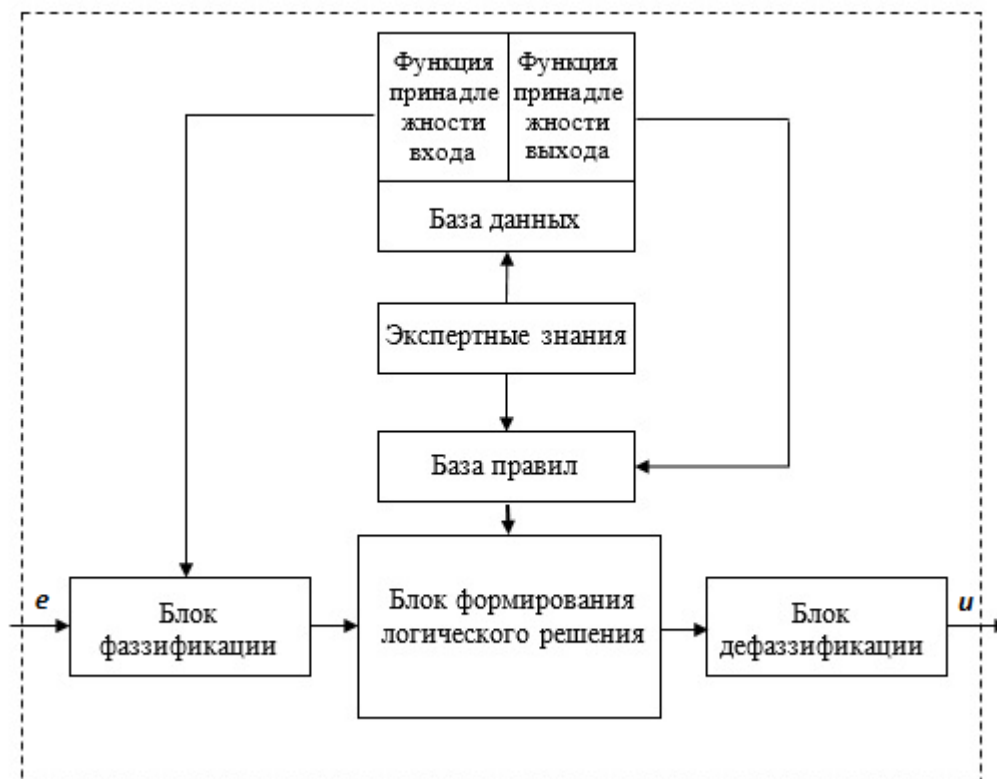 Функция
принадле
жности
входа
Функция
принадле
жности
выхода
База данных
Экспертные знания
База правил
e
Блок
фаззификации
Блок формирования
логического решения
Блок
дефаззификации
u